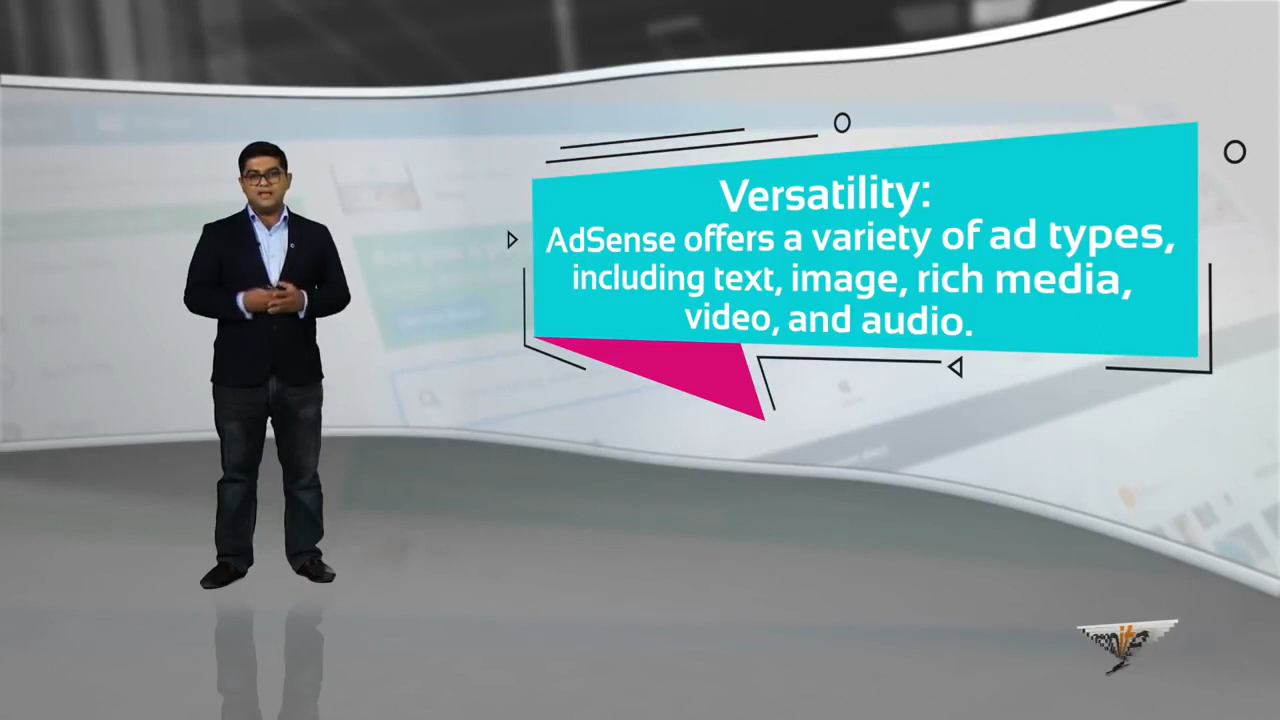 Versatility:
AdSense offers a variety of ad types,
including text, image, rich media,
video, and audio.